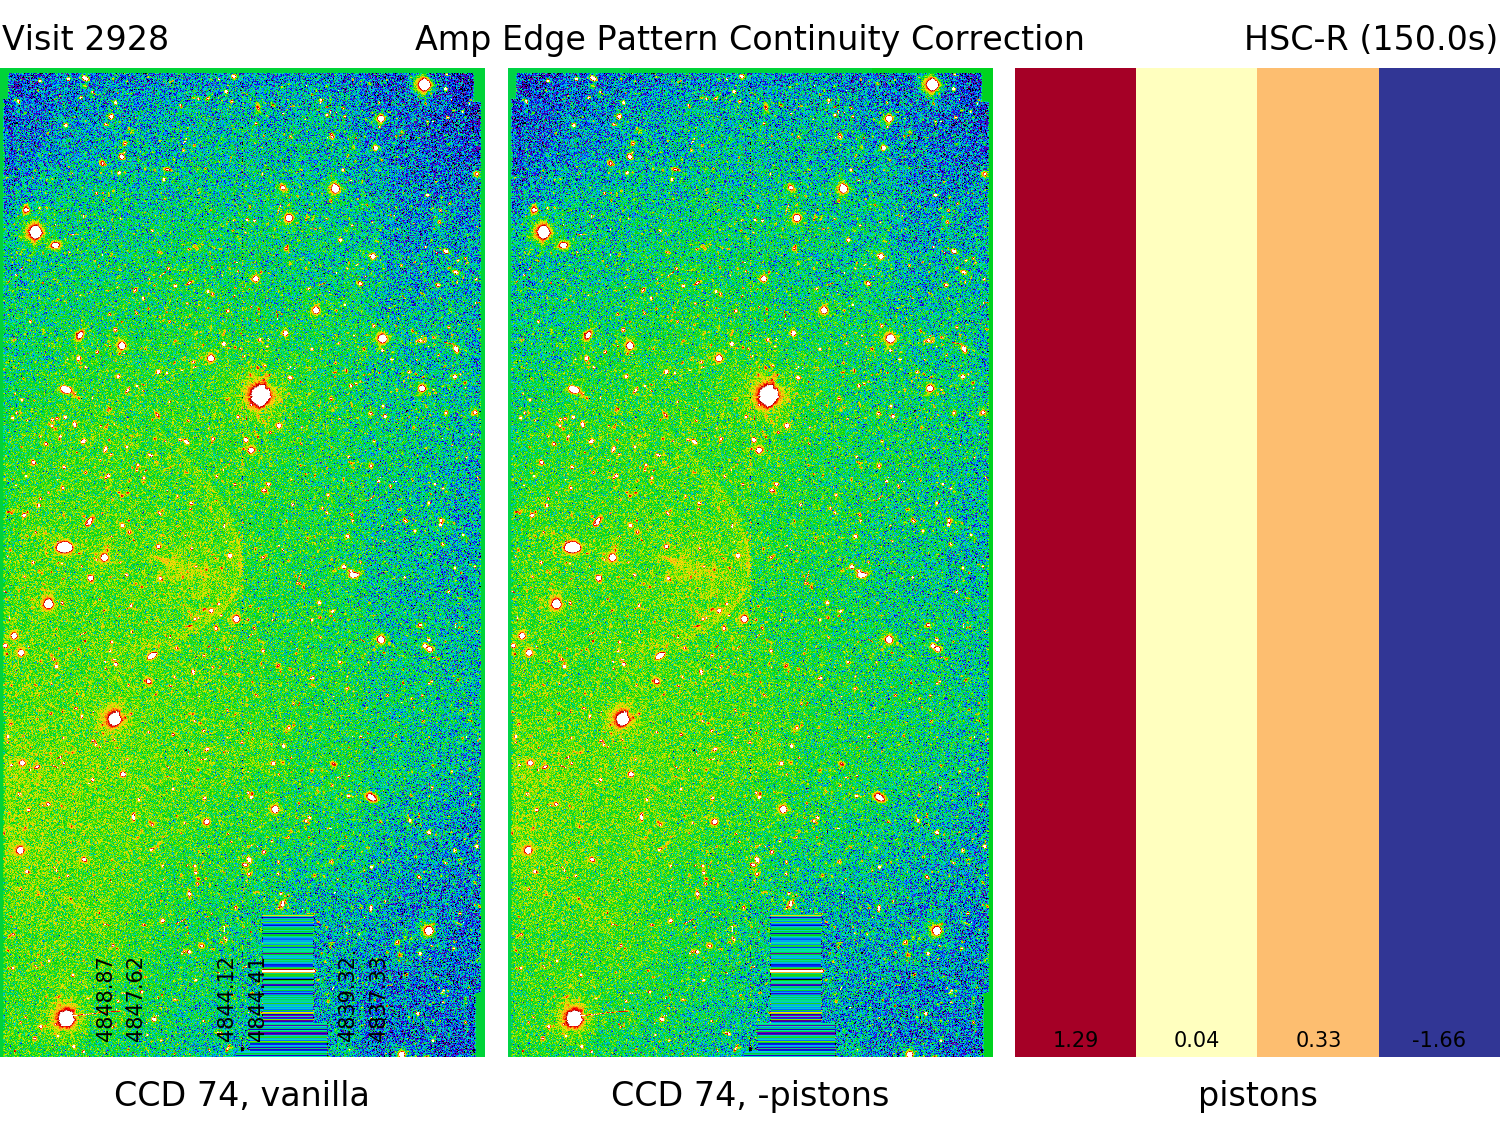 Visit 2928
Amp Edge Pattern Continuity Correction
HSC-R (150.0s)
4848.87
4847.62
4844.12
4844.41
4839.32
4837.33
1.29
0.04
0.33
-1.66
CCD 74, vanilla
CCD 74, -pistons
pistons